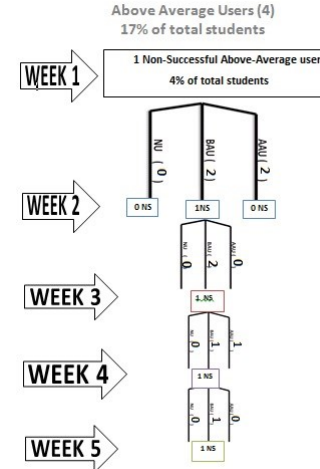 Above Average Users (4)
17% of total students
1 Non-Successful Above-Average user
4% of total students
WEEK 1
NU ( 0 )
BAU ( 2 )
AAU ( 2 )
WEEK 2
0 NS
1NS
0 NS
NU ( 0
BAU ( 2
AAU ( 0
WEEK 3
1 NS
NU ( 0
BAU ( 1
1
WEEK 4
1 NS
NU ( 0
BAU ( 1
0
WEEK 5
1 NS